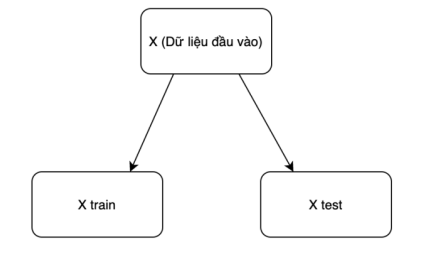 X (Dữ liệu đầu vào)
X train
X test